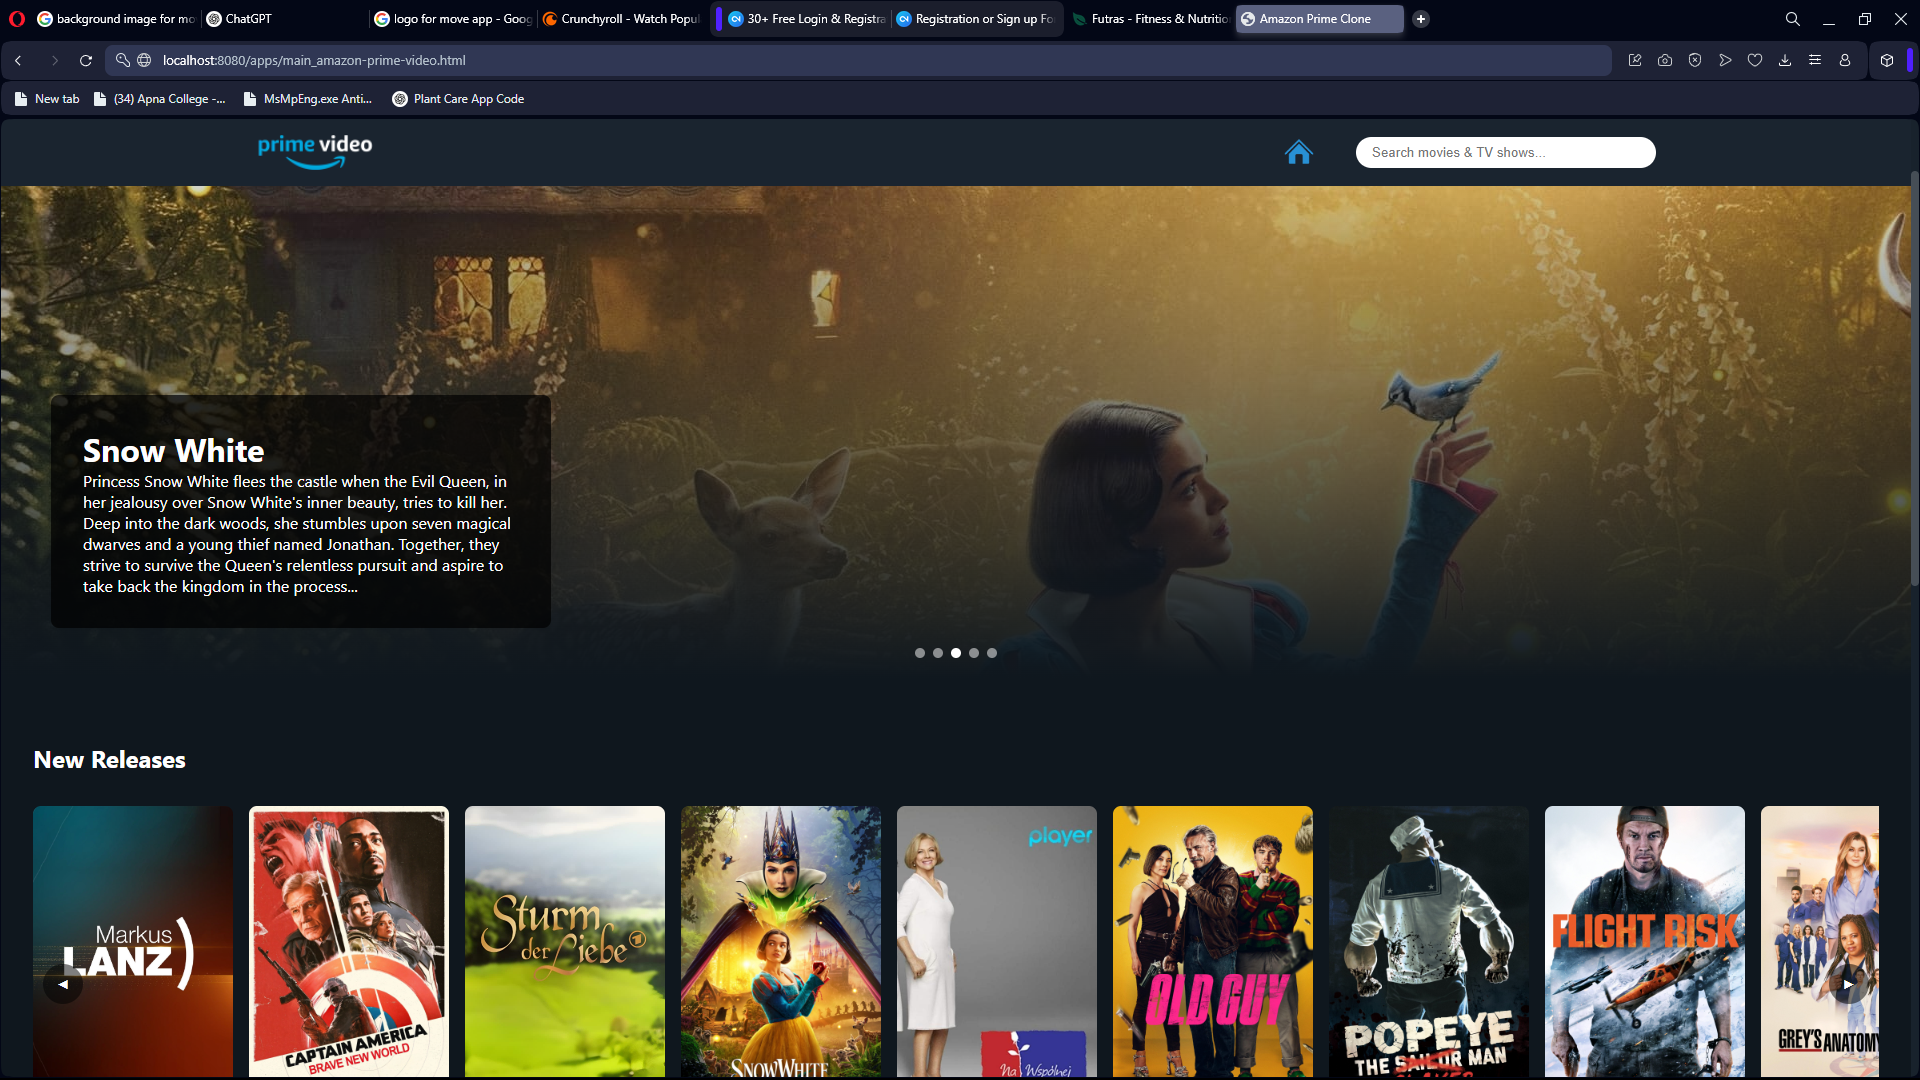 background image for mo
ChatGPT
logo for move app - Goog
Crunchyroll - Watch Popul
30+ Free Login & Registra
Registration or Sign up Fo
Futras - Fitness & Nutritio
Amazon Prime Clone
localhost:8080/apps/main_amazon-prime-video.html
New tab
(34) Apna College -...
MsMpEng.exe Anti...
Plant Care App Code
prime video
Search movies & TV shows...
Snow White
Princess Snow White flees the castle when the Evil Queen, in
her jealousy over Snow White's inner beauty, tries to kill her.
Deep into the dark woods, she stumbles upon seven magical
dwarves and a young thief named Jonathan. Together, they
strive to survive the Queen's relentless pursuit and aspire to
take back the kingdom in the process...
New Releases
Markus
LANZ
CAPTAIN AMERICA
BRAVE NEW WORLD
Sturm
der Liebe
SNOW WHITE
player
Na Wspólnej
OLD GUY
POPEYE
THE SAILOR MAN
FLIGHT RISK
GREY'S ANATOMY